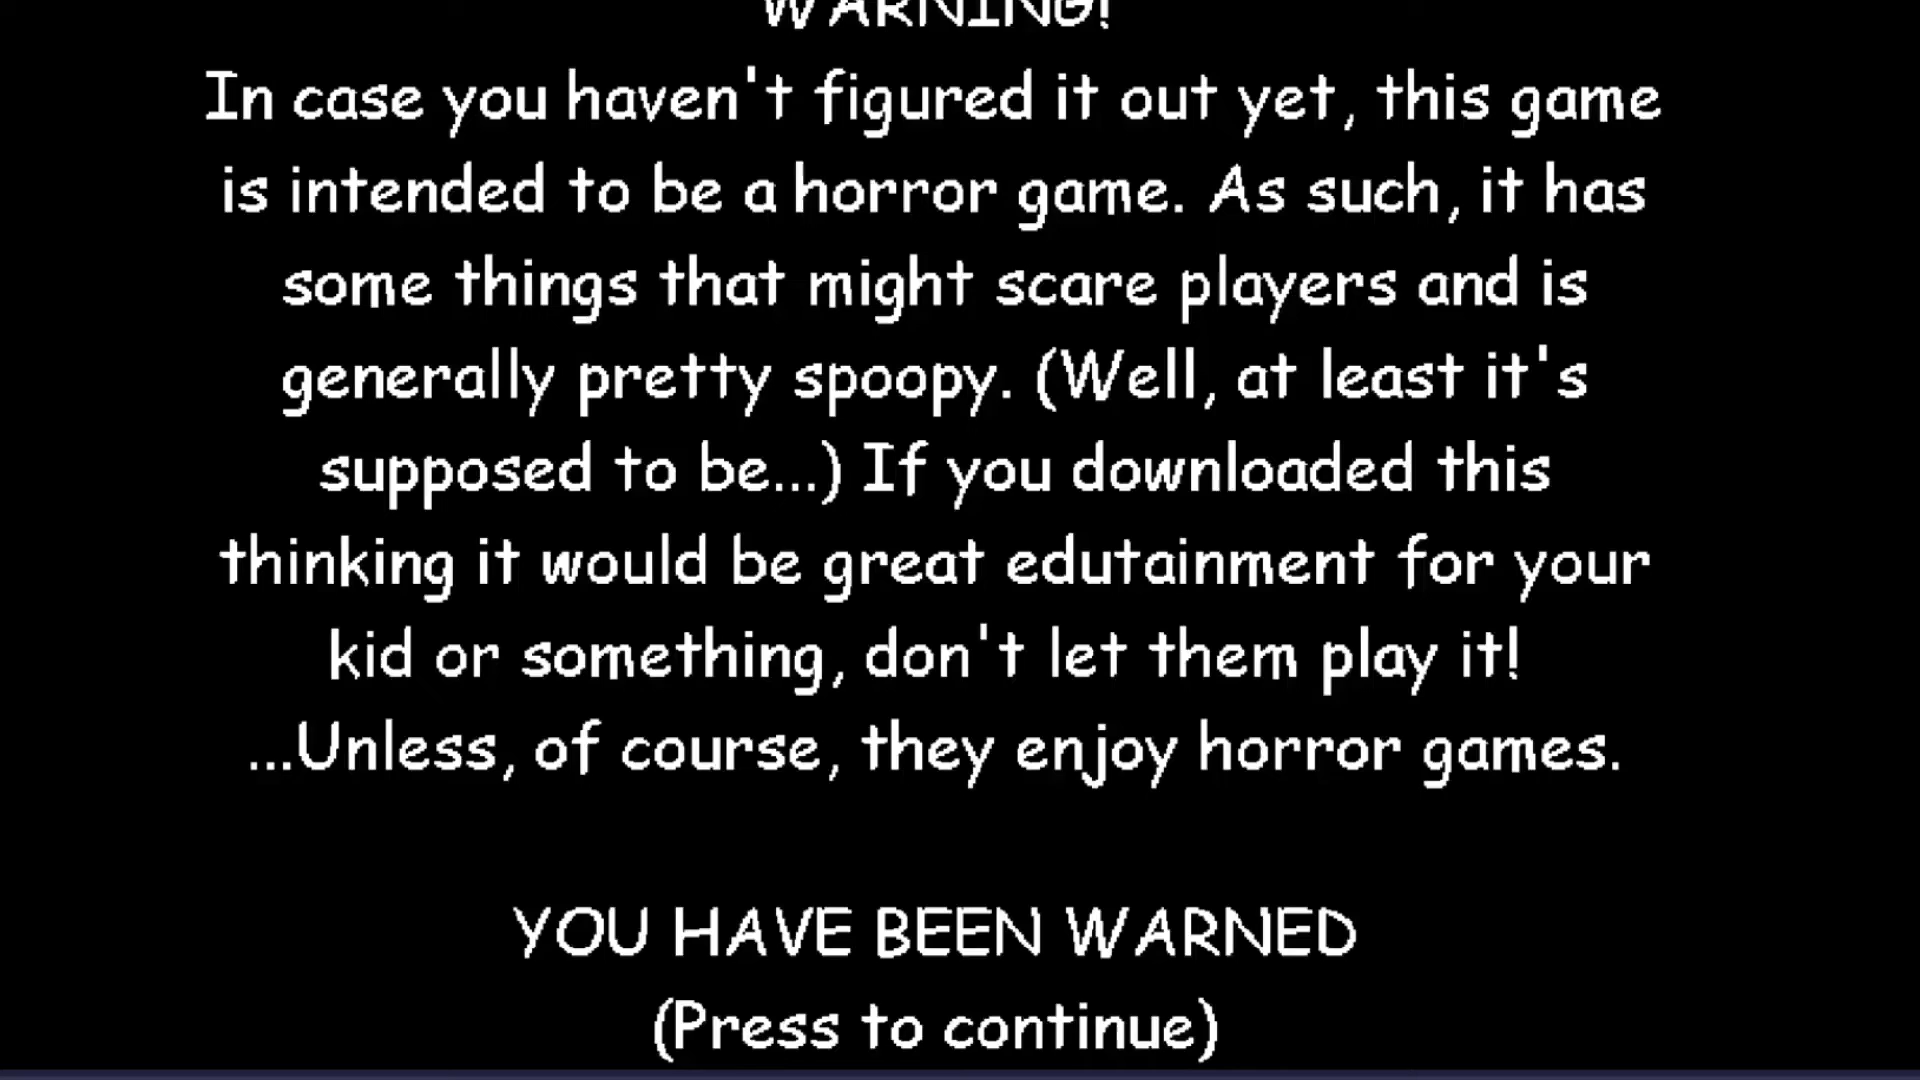 WARNING!
In case you haven't figured it out yet, this game
is intended to be a horror game. As such, it has
some things that might scare players and is
generally pretty spoopy. (Well, at least it's
supposed to be...) If you downloaded this
thinking it would be great edutainment for your
kid or something, don't let them play it!
...Unless, of course, they enjoy horror games.
YOU HAVE BEEN WARNED
(Press to continue)